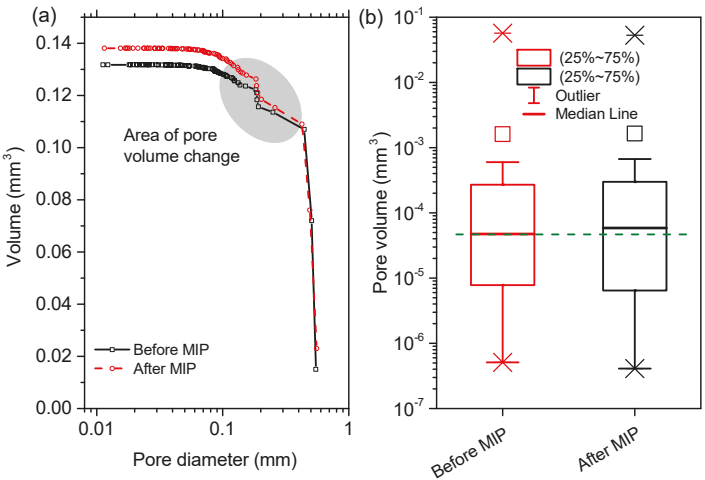 (a)
0.14
0.12
0.10
0.08
0.06
0.04
0.02
0.00
Volume (mm³)
Area of pore
volume change
Before MIP
After MIP
0.01
0.1
1
Pore diameter (mm)
(b)
10⁻¹
10⁻²
10⁻³
10⁻⁴
10⁻⁵
10⁻⁶
10⁻⁷
Pore volume (mm³)
(25%~75%)
(25%~75%)
Outlier
Median Line
Before MIP
After MIP